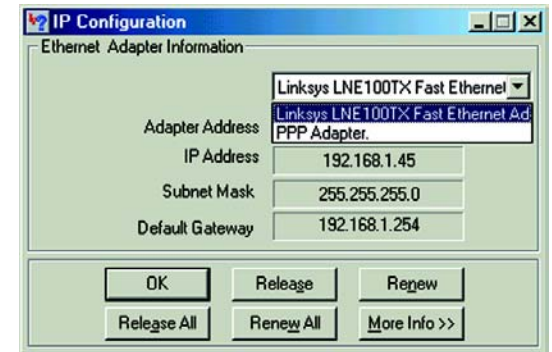 IP Configuration
Ethernet Adapter Information
Linksys LNE100TX Fast Ethernet
Linksys LNE100TX Fast Ethernet Ad
PPP Adapter.
Adapter Address
IP Address 192.168.1.45
Subnet Mask 255.255.255.0
Default Gateway 192.168.1.254
OK Release Renew
Release All Renew All More Info >>